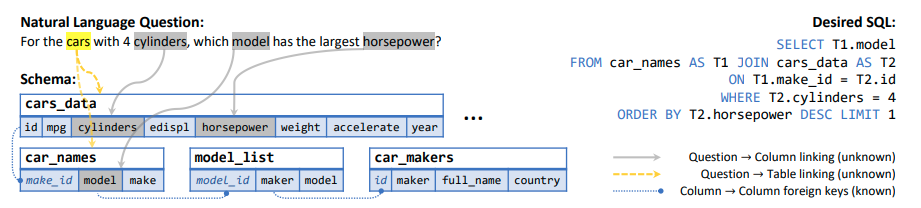 Natural Language Question:
For the cars with 4 cylinders, which model has the largest horsepower?
Schema:
cars_data
id mpg cylinders edispl horsepower weight accelerate year
...
car_names
make_id model make
model_list
model_id maker model
car_makers
id maker full_name country
Desired SQL:
SELECT T1.model
FROM car_names AS T1 JOIN cars_data AS T2
ON T1.make_id = T2.id
WHERE T2.cylinders = 4
ORDER BY T2.horsepower DESC LIMIT 1
Question → Column linking (unknown)
Question → Table linking (unknown)
Column → Column foreign keys (known)